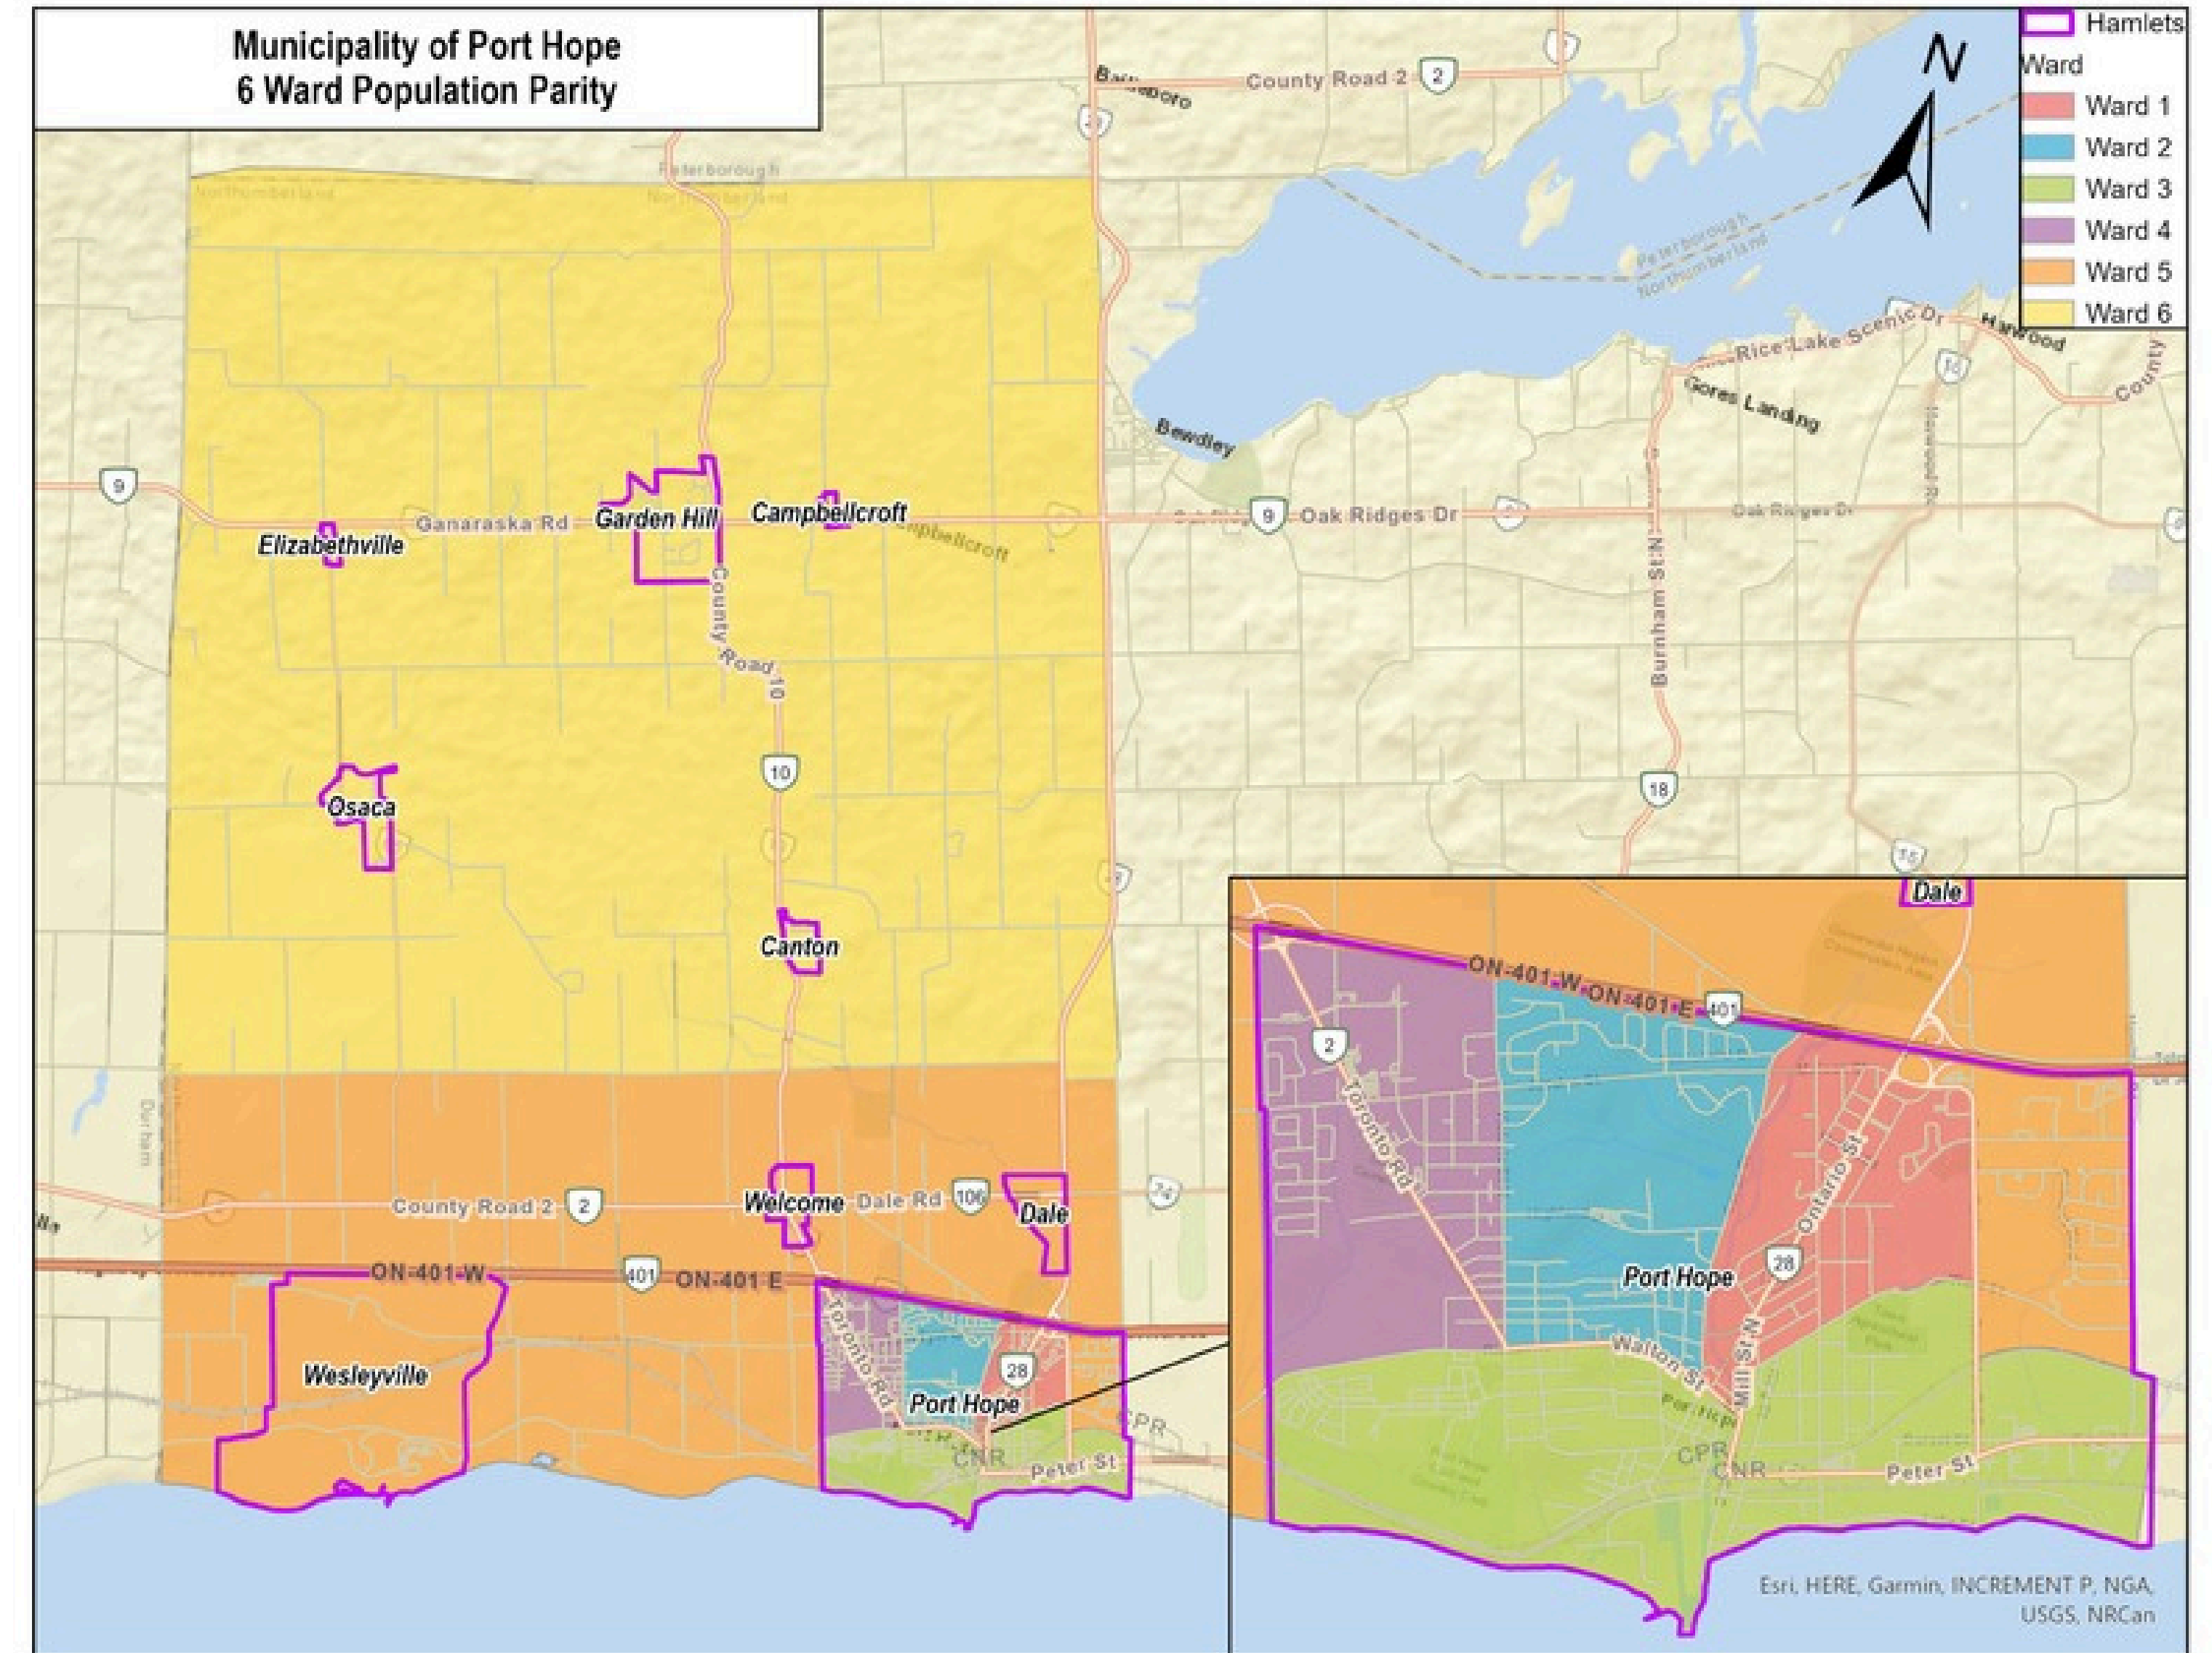 Municipality of Port Hope
6 Ward Population Parity
Hamlets
Ward
Ward 1
Ward 2
Ward 3
Ward 4
Ward 5
Ward 6
N
County Road 2
2
Peterborough
Northumberland
Northumberland
Peterborough
Northumberland
Rice Lake Scenic Dr
Harwood
County
Gores Landing
Bewdley
9
Elizabethville
Ganaraska Rd
Garden Hill
Campbellcroft
9
Oak Ridges Dr
Oak Ridges Dr
County Road 10
Burnham St N
Osaca
10
18
Canton
Durham
County Road 2
2
Welcome
Dale Rd
106
Dale
74
ON-401 W
401
ON-401 E
Wesleyville
Toronto Rd
28
Port Hope
CNR
CPR
Peter St
Dale
ON-401 W
ON-401 E
401
2
Toronto Rd
Ontario St
28
Port Hope
Walton St
Mill St N
CPR
CNR
Peter St
Esri, HERE, Garmin, INCREMENT P, NGA,
USGS, NRCan